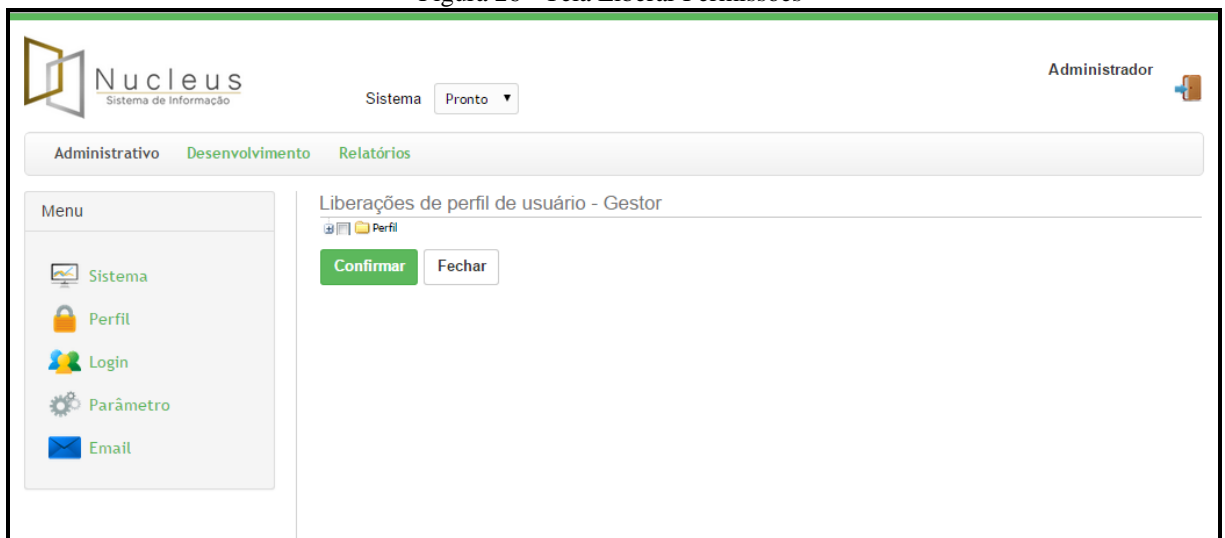 Nucleus
Sistema de Informação
Sistema Pronto
Administrador
Administrativo Desenvolvimento Relatórios
Menu
Sistema
Perfil
Login
Parâmetro
Email
Liberações de perfil de usuário - Gestor
Perfil
Confirmar Fechar